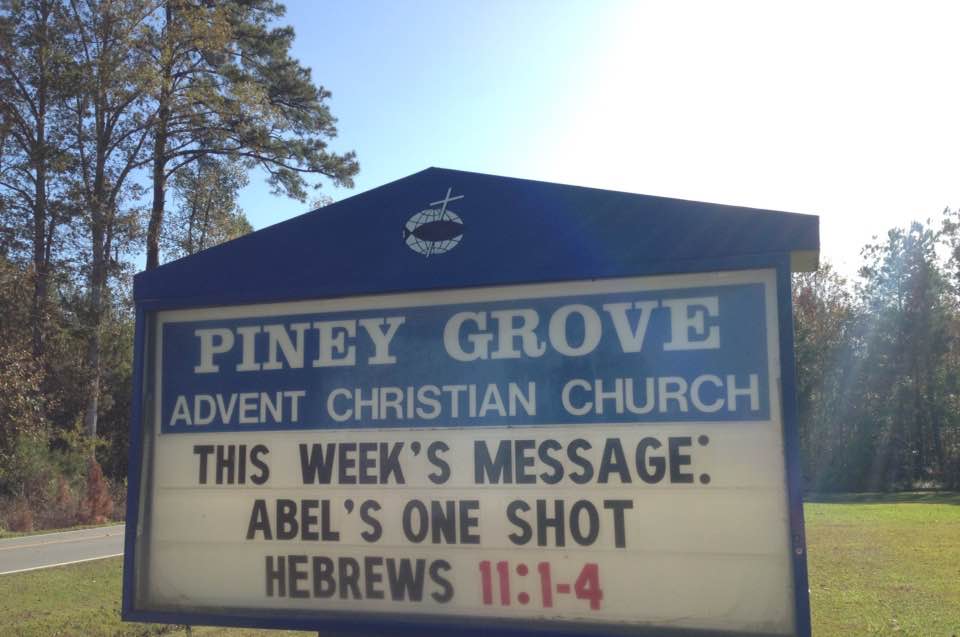 PINEY GROVE
ADVENT CHRISTIAN CHURCH
THIS WEEK'S MESSAGE:
ABEL'S ONE SHOT
HEBREWS 11:1-4